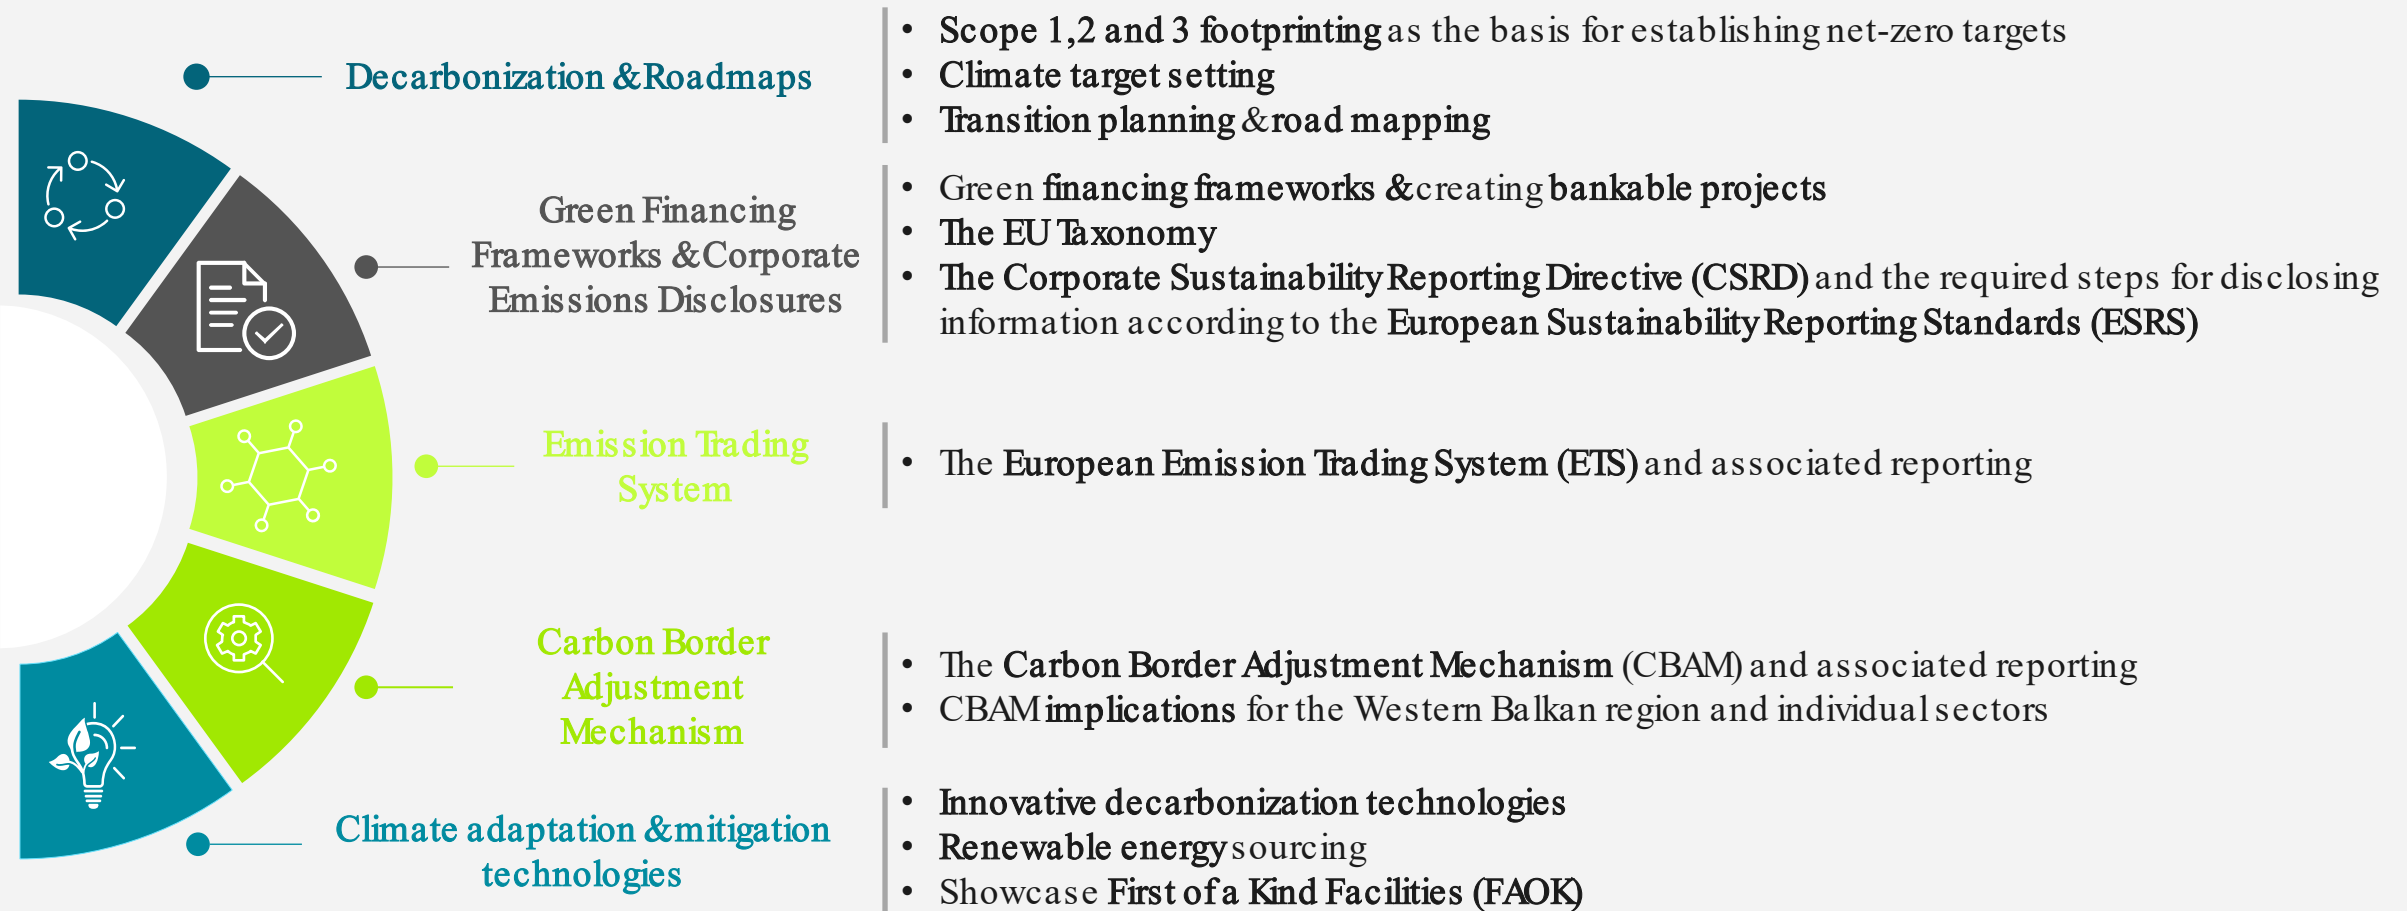 Decarbonization & Roadmaps
• Scope 1,2 and 3 footprinting as the basis for establishing net-zero targets
• Climate target setting
• Transition planning & road mapping
Green Financing
Frameworks & Corporate
Emissions Disclosures
• Green financing frameworks & creating bankable projects
• The EU Taxonomy
• The Corporate Sustainability Reporting Directive (CSRD) and the required steps for disclosing
information according to the European Sustainability Reporting Standards (ESRS)
Emission Trading
System
• The European Emission Trading System (ETS) and associated reporting
Carbon Border
Adjustment
Mechanism
• The Carbon Border Adjustment Mechanism (CBAM) and associated reporting
• CBAM implications for the Western Balkan region and individual sectors
Climate adaptation & mitigation
technologies
• Innovative decarbonization technologies
• Renewable energy sourcing
• Showcase First of a Kind Facilities (FAOK)